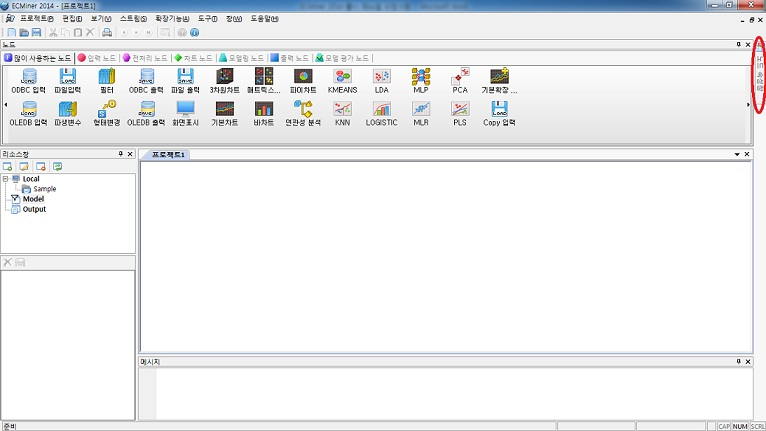 ECMiner 2014 - [프로젝트1]
프로젝트(P) 편집(E) 보기(V) 스트림(S) 확장기능(A) 도구(T) 창(W) 도움말(H)
노드
많이 사용하는 노드 입력 노드 전처리 노드 차트 노드 모델링 노드 출력 노드 모델 평가 노드
ODBC 입력 파일입력 필터 ODBC 출력 파일 출력 3차원차트 매트릭스... 파이차트 KMEANS LDA MLP PCA 기본확장 ...
OLEDB 입력 파생변수 형태변경 OLEDB 출력 화면표시 기본차트 바차트 연관성 분석 KNN LOGISTIC MLR PLS Copy 입력
노드 속성창
리소스창
프로젝트1
Local
Sample
Model
Output
메시지
준비
CAP NUM SCRL